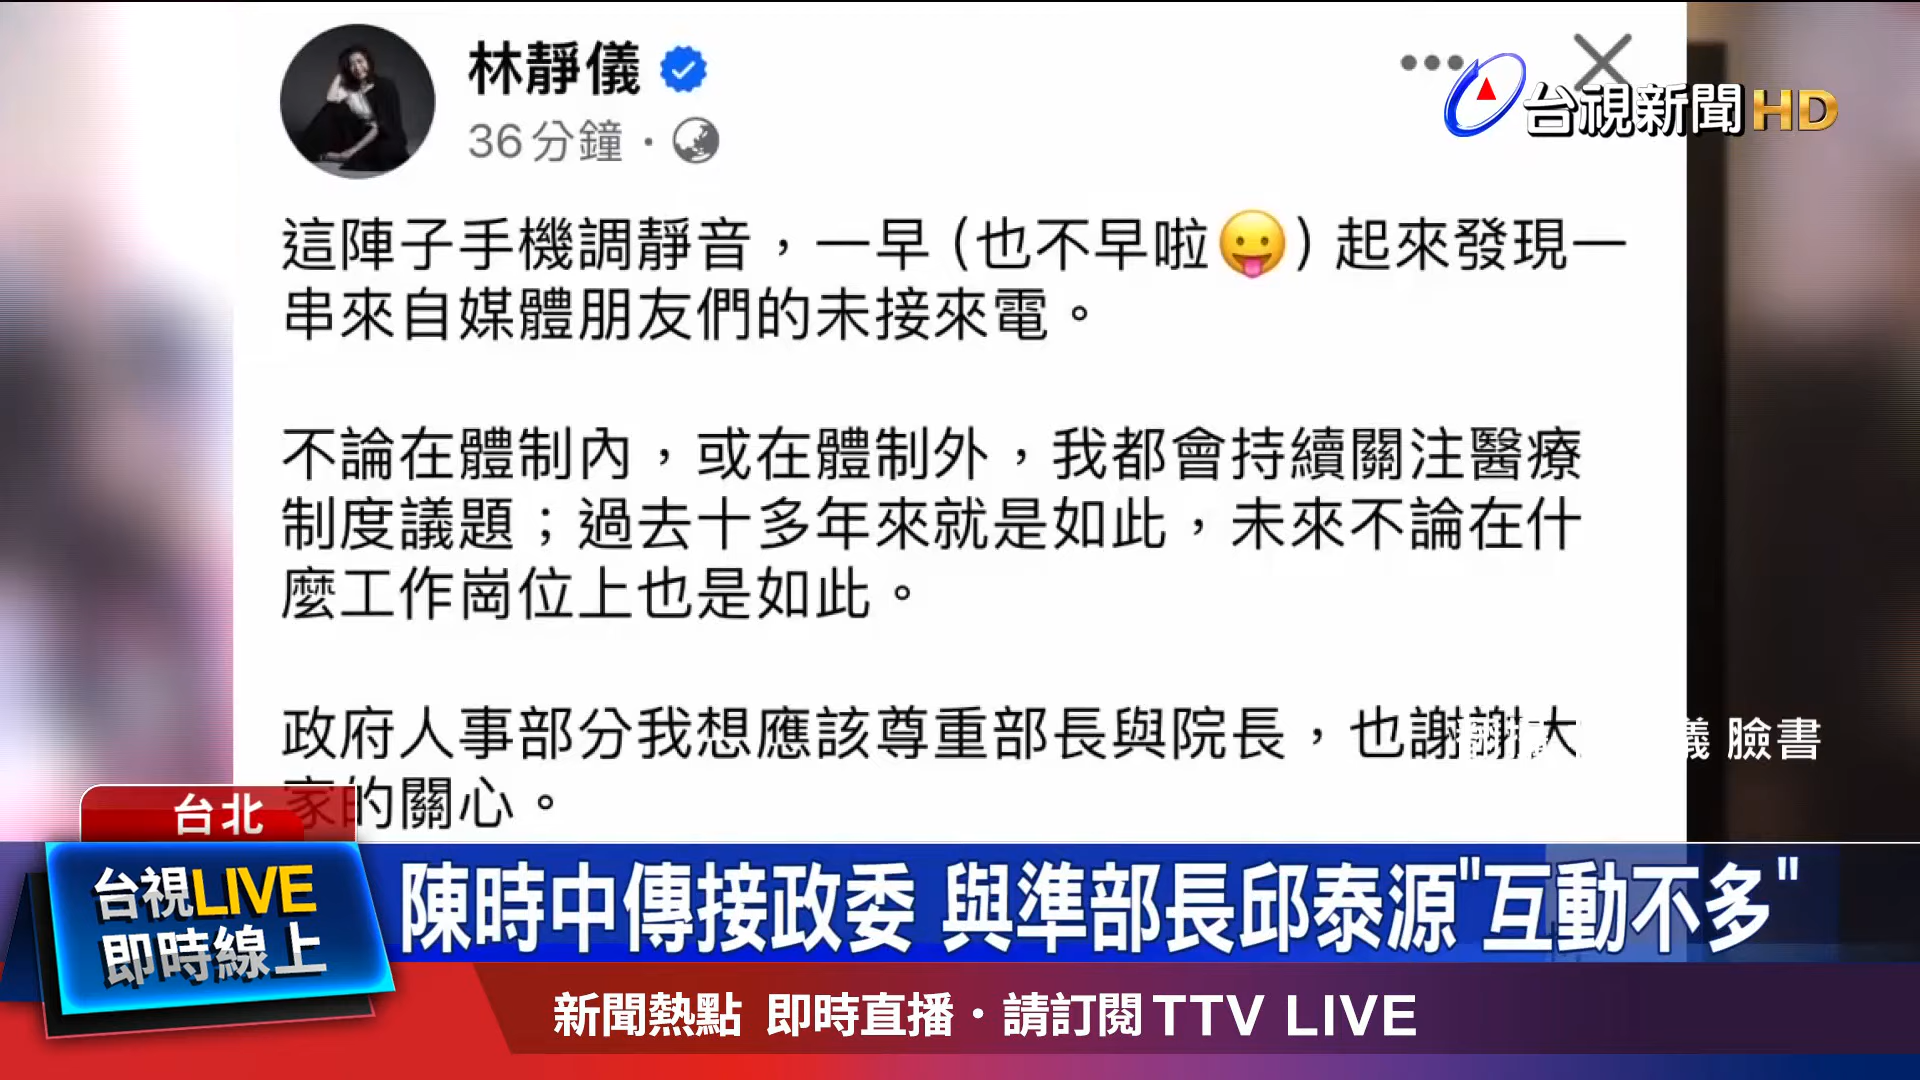 林靜儀
36分鐘·
台視新聞HD
這陣子手機調靜音，一早（也不早啦😛）起來發現一
串來自媒體朋友們的未接來電。
不論在體制內，或在體制外，我都會持續關注醫療
制度議題；過去十多年來就是如此，未來不論在什
麼工作崗位上也是如此。
政府人事部分我想應該尊重部長與院長，也謝謝大
家的關心。
儀 臉書
台北
台視LIVE
即時線上
陳時中傳接政委 與準部長邱泰源"互動不多"
新聞熱點 即時直播·請訂閱TTV LIVE